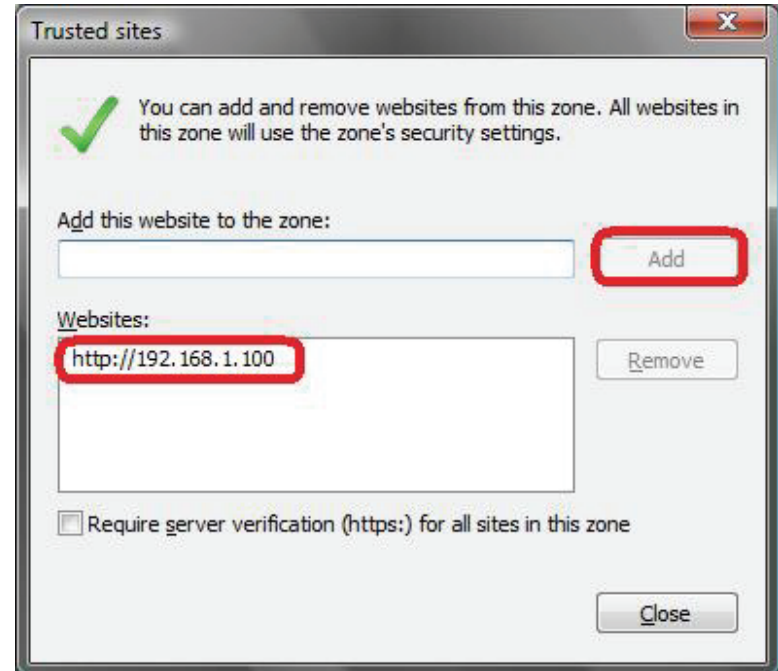 Trusted sites
You can add and remove websites from this zone. All websites in
this zone will use the zone's security settings.
Add this website to the zone:
Add
Websites:
http://192.168.1.100
Remove
Require server verification (https:) for all sites in this zone
Close